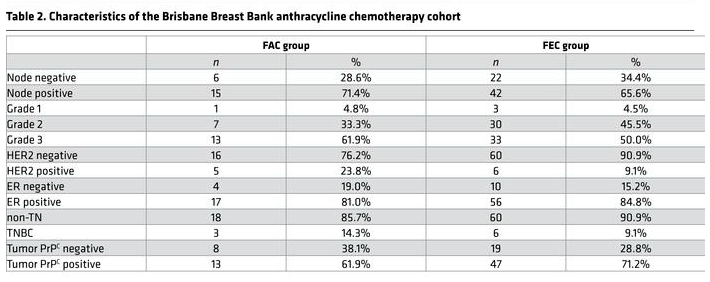 Table 2. Characteristics of the Brisbane Breast Bank anthracycline chemotherapy cohort
FAC group FEC group
n % n %
Node negative 6 28.6% 22 34.4%
Node positive 15 71.4% 42 65.6%
Grade 1 1 4.8% 3 4.5%
Grade 2 7 33.3% 30 45.5%
Grade 3 13 61.9% 33 50.0%
HER2 negative 16 76.2% 60 90.9%
HER2 positive 5 23.8% 6 9.1%
ER negative 4 19.0% 10 15.2%
ER positive 17 81.0% 56 84.8%
non-TN 18 85.7% 60 90.9%
TNBC 3 14.3% 6 9.1%
Tumor PrPᶜ negative 8 38.1% 19 28.8%
Tumor PrPᶜ positive 13 61.9% 47 71.2%